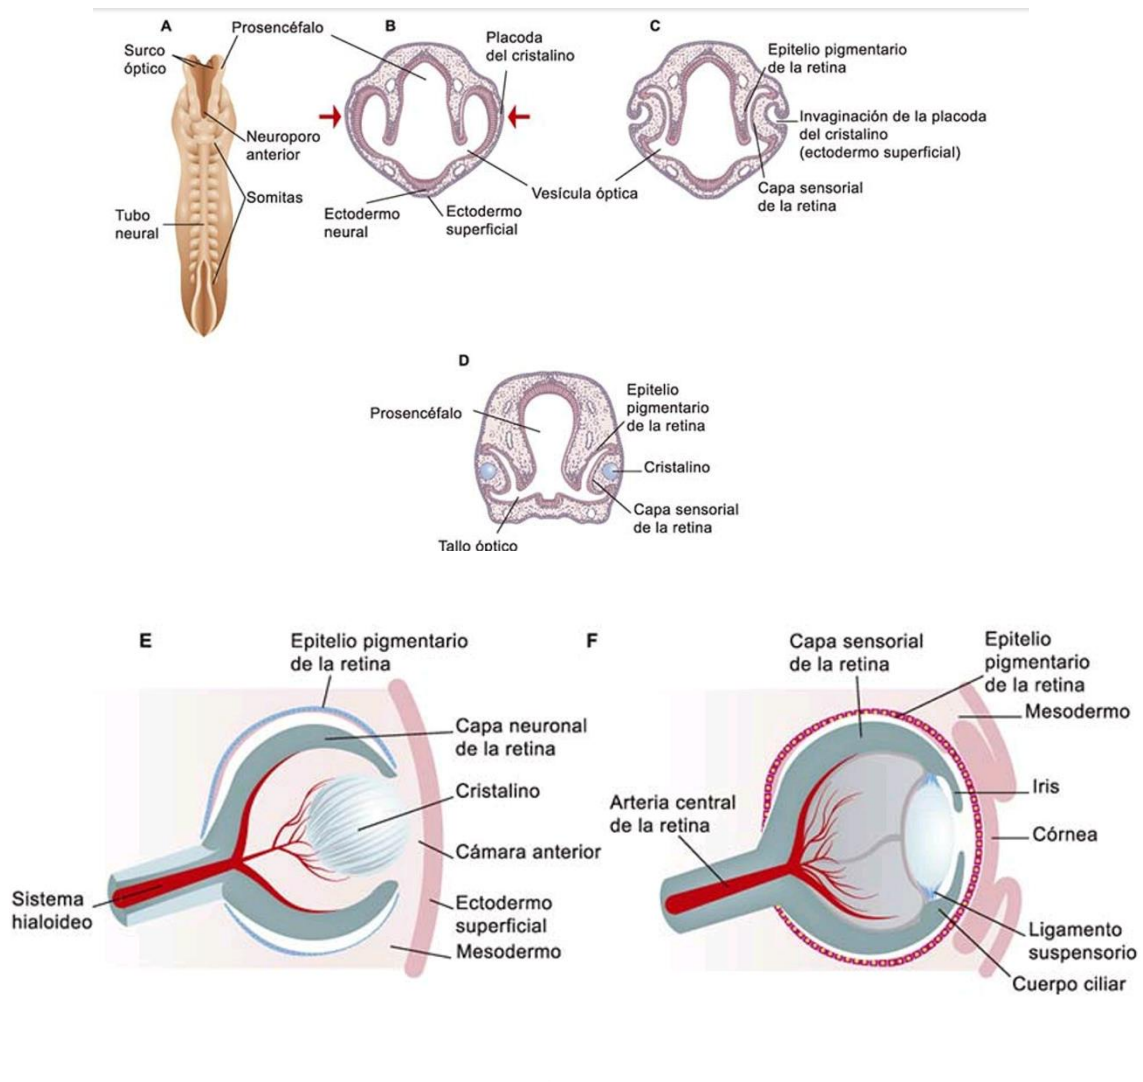 A
Prosencéfalo
B
C
Surco
óptico
Placoda
del cristalino
Epitelio pigmentario
de la retina
Neuroporo
anterior
Invaginación de la placoda
del cristalino
(ectodermo superficial)
Somitas
Vesícula óptica
Capa sensorial
de la retina
Tubo
neural
Ectodermo
neural
Ectodermo
superficial
D
Prosencéfalo
Epitelio
pigmentario
de la retina
Cristalino
Capa sensorial
de la retina
Tallo óptico
E
Epitelio pigmentario
de la retina
Capa neuronal
de la retina
Cristalino
Cámara anterior
Sistema
hialoideo
Ectodermo
superficial
Mesodermo
F
Capa sensorial
de la retina
Epitelio
pigmentario
de la retina
Mesodermo
Arteria central
de la retina
Iris
Córnea
Ligamento
suspensorio
Cuerpo ciliar